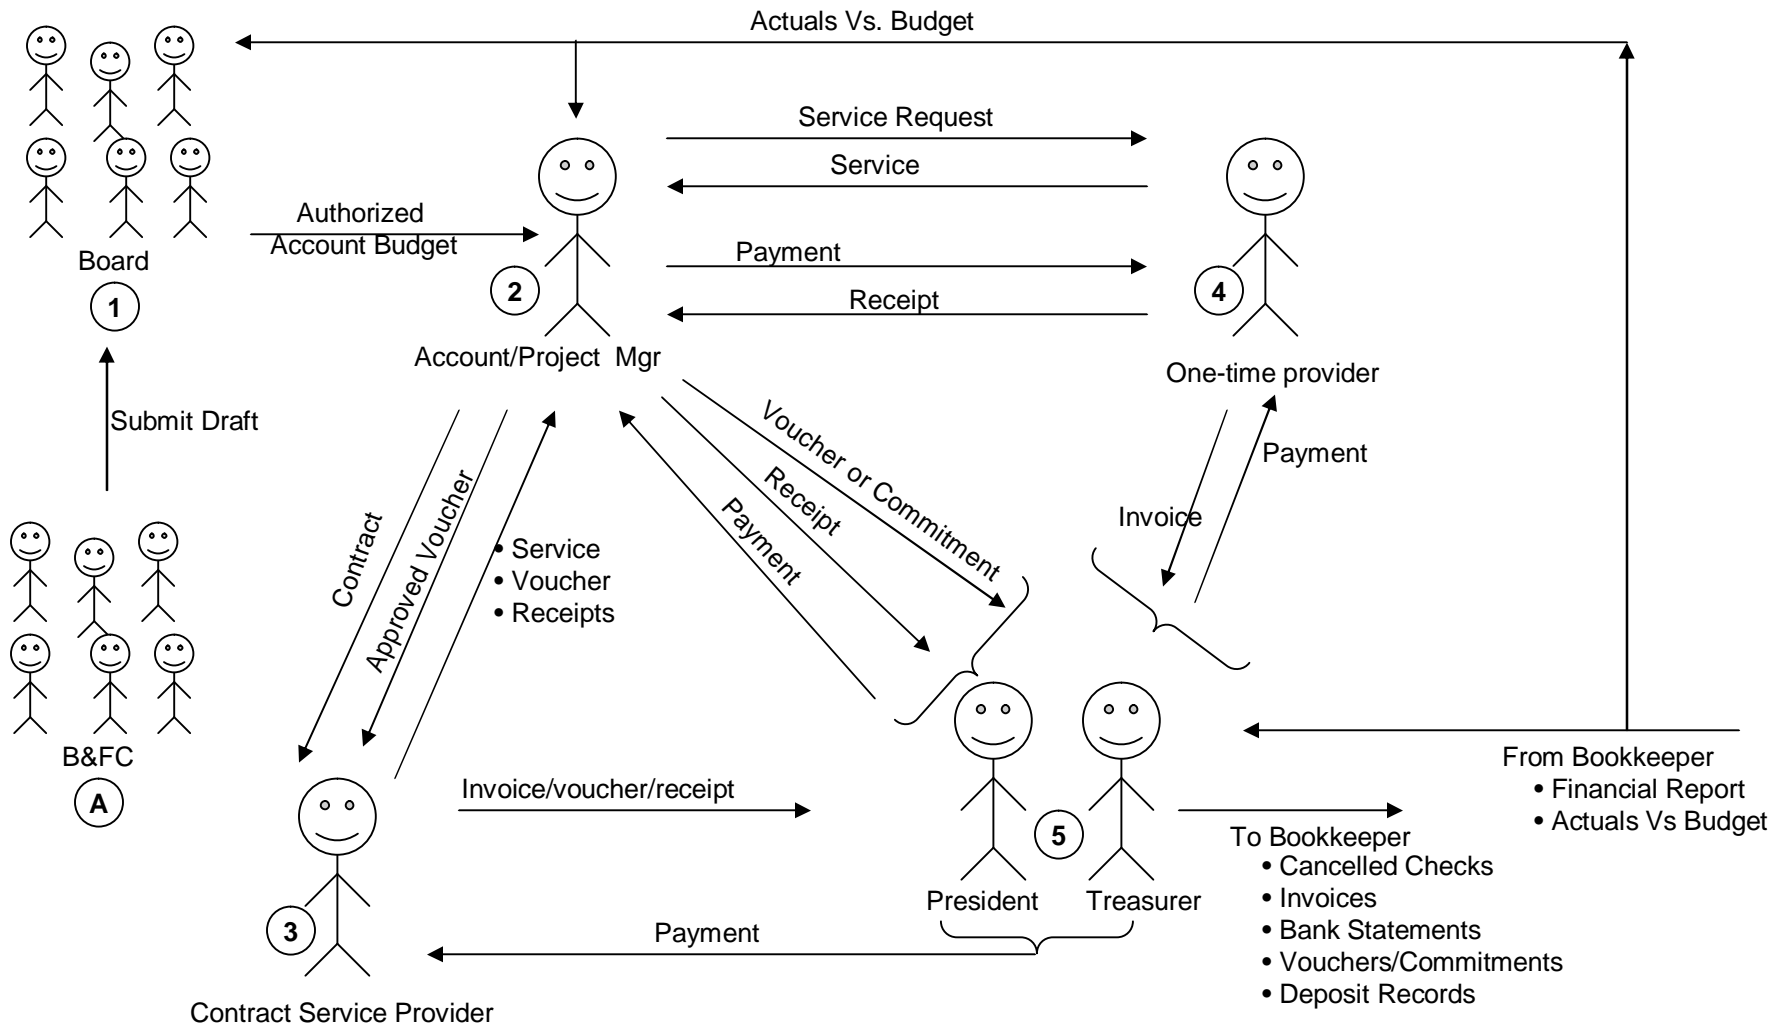 Actuals Vs. Budget
Service Request
Service
Authorized
Account Budget
Payment
Receipt
Board
1
2
4
Account/Project  Mgr
One-time provider
Submit Draft
Voucher or Commitment
Receipt
Payment
Payment
Invoice
Contract
Approved Voucher
• Service
• Voucher
• Receipts
B&FC
A
Invoice/voucher/receipt
From Bookkeeper
• Financial Report
• Actuals Vs Budget
5
To Bookkeeper
• Cancelled Checks
• Invoices
• Bank Statements
• Vouchers/Commitments
• Deposit Records
President
Treasurer
3
Payment
Contract Service Provider